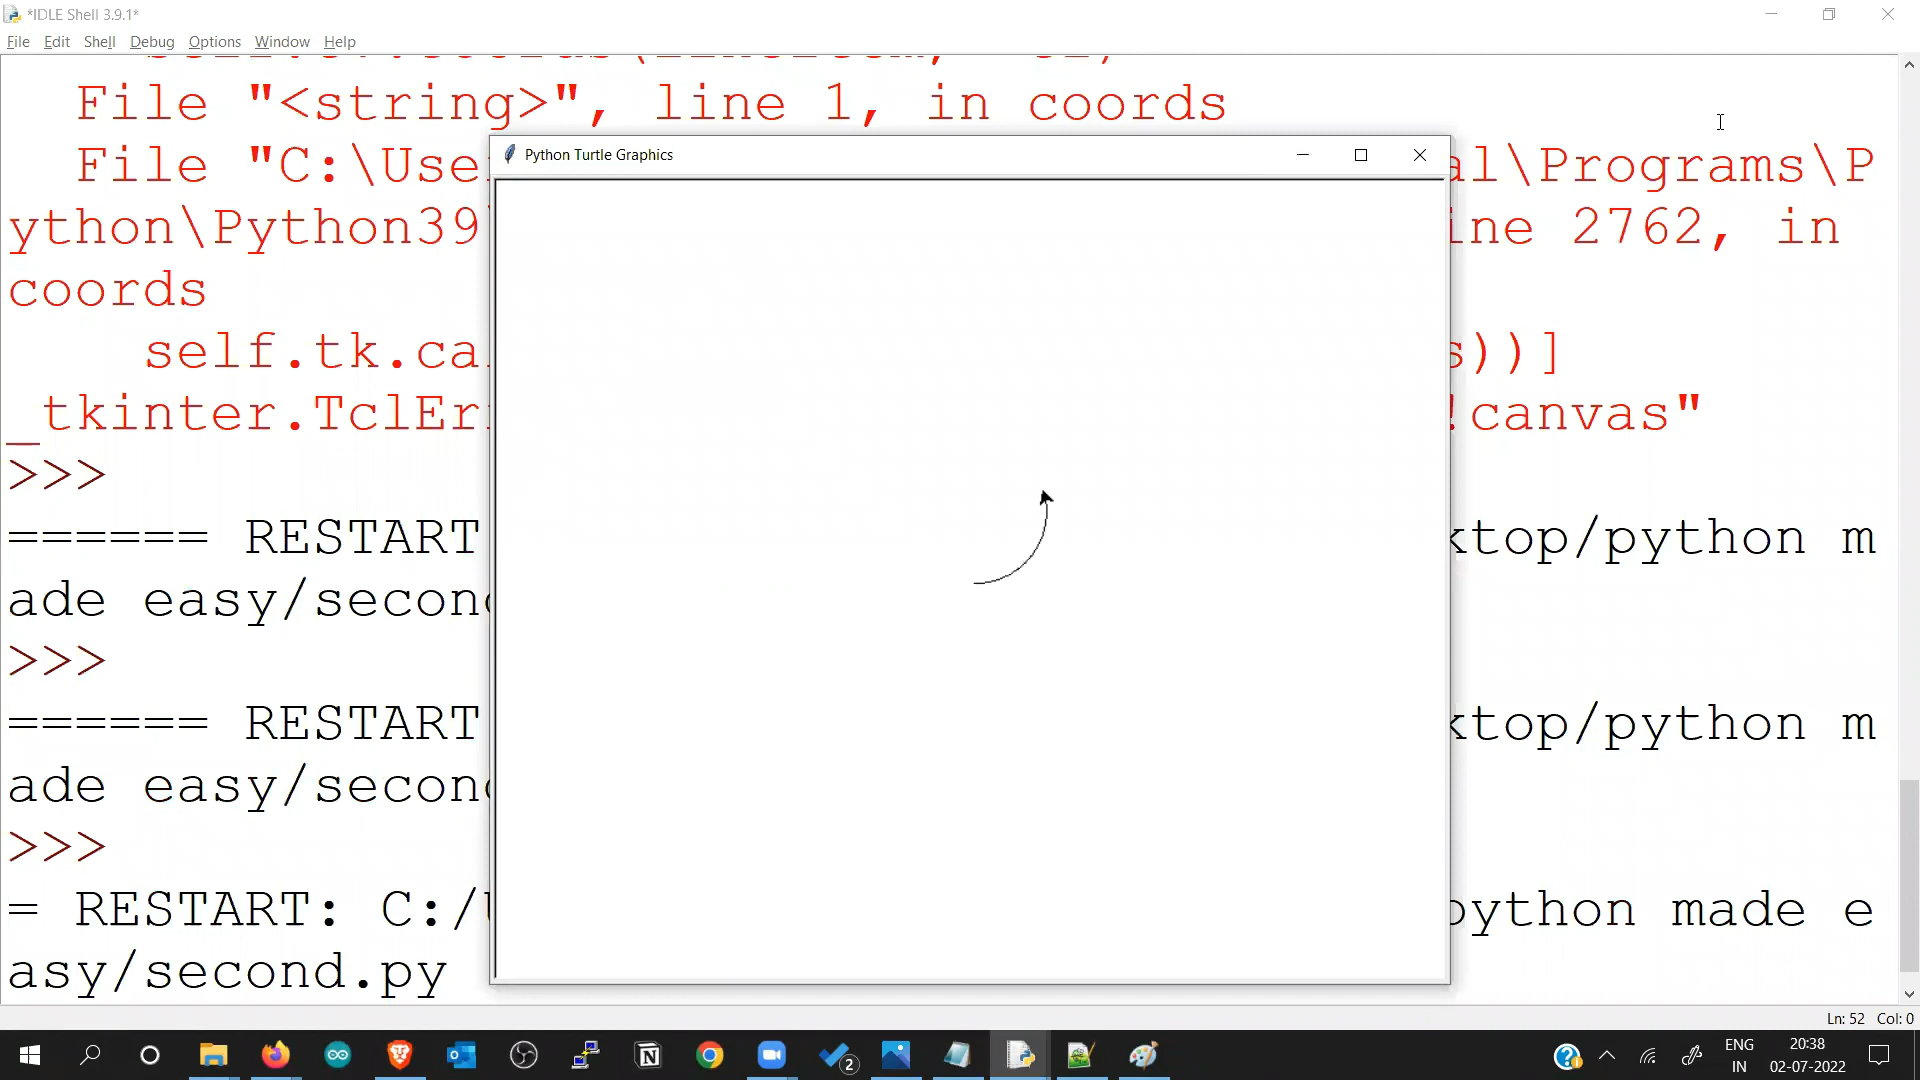 *IDLE Shell 3.9.1*
File Edit Shell Debug Options Window Help
File "<string>", line 1, in coords
File "C:\Use al\Programs\P
ython\Python39 ine 2762, in
coords
self.tk.ca s))]
_tkinter.TclEr !canvas"
>>>
====== RESTART ktop/python m
ade easy/second
>>>
====== RESTART ktop/python m
ade easy/second
>>>
= RESTART: C:/ python made e
asy/second.py
Python Turtle Graphics
Ln: 52 Col: 0
2
ENG
IN
20:38
02-07-2022